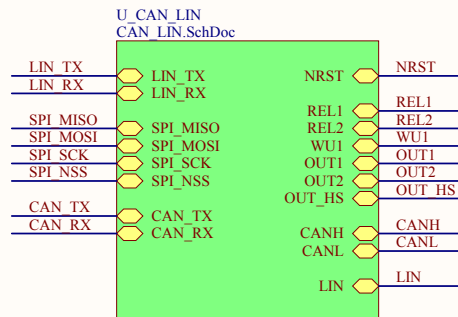 U_CAN_LIN
CAN_LIN.SchDoc
LIN_TX LIN_TX NRST NRST
LIN_RX LIN_RX
REL1 REL1
SPI_MISO SPI_MISO REL2 REL2
SPI_MOSI SPI_MOSI WU1 WU1
SPI_SCK SPI_SCK OUT1 OUT1
SPI_NSS SPI_NSS OUT2 OUT2
OUT_HS OUT_HS
CAN_TX CAN_TX
CAN_RX CAN_RX CANH CANH
CANL CANL
LIN LIN